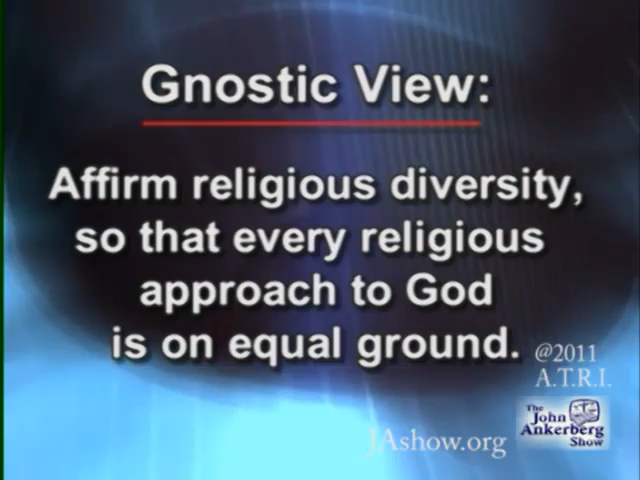 Gnostic View:
Affirm religious diversity,
so that every religious
approach to God
is on equal ground.
@2011
A.T.R.I.
JAshow.org
The
John
Ankerberg
Show